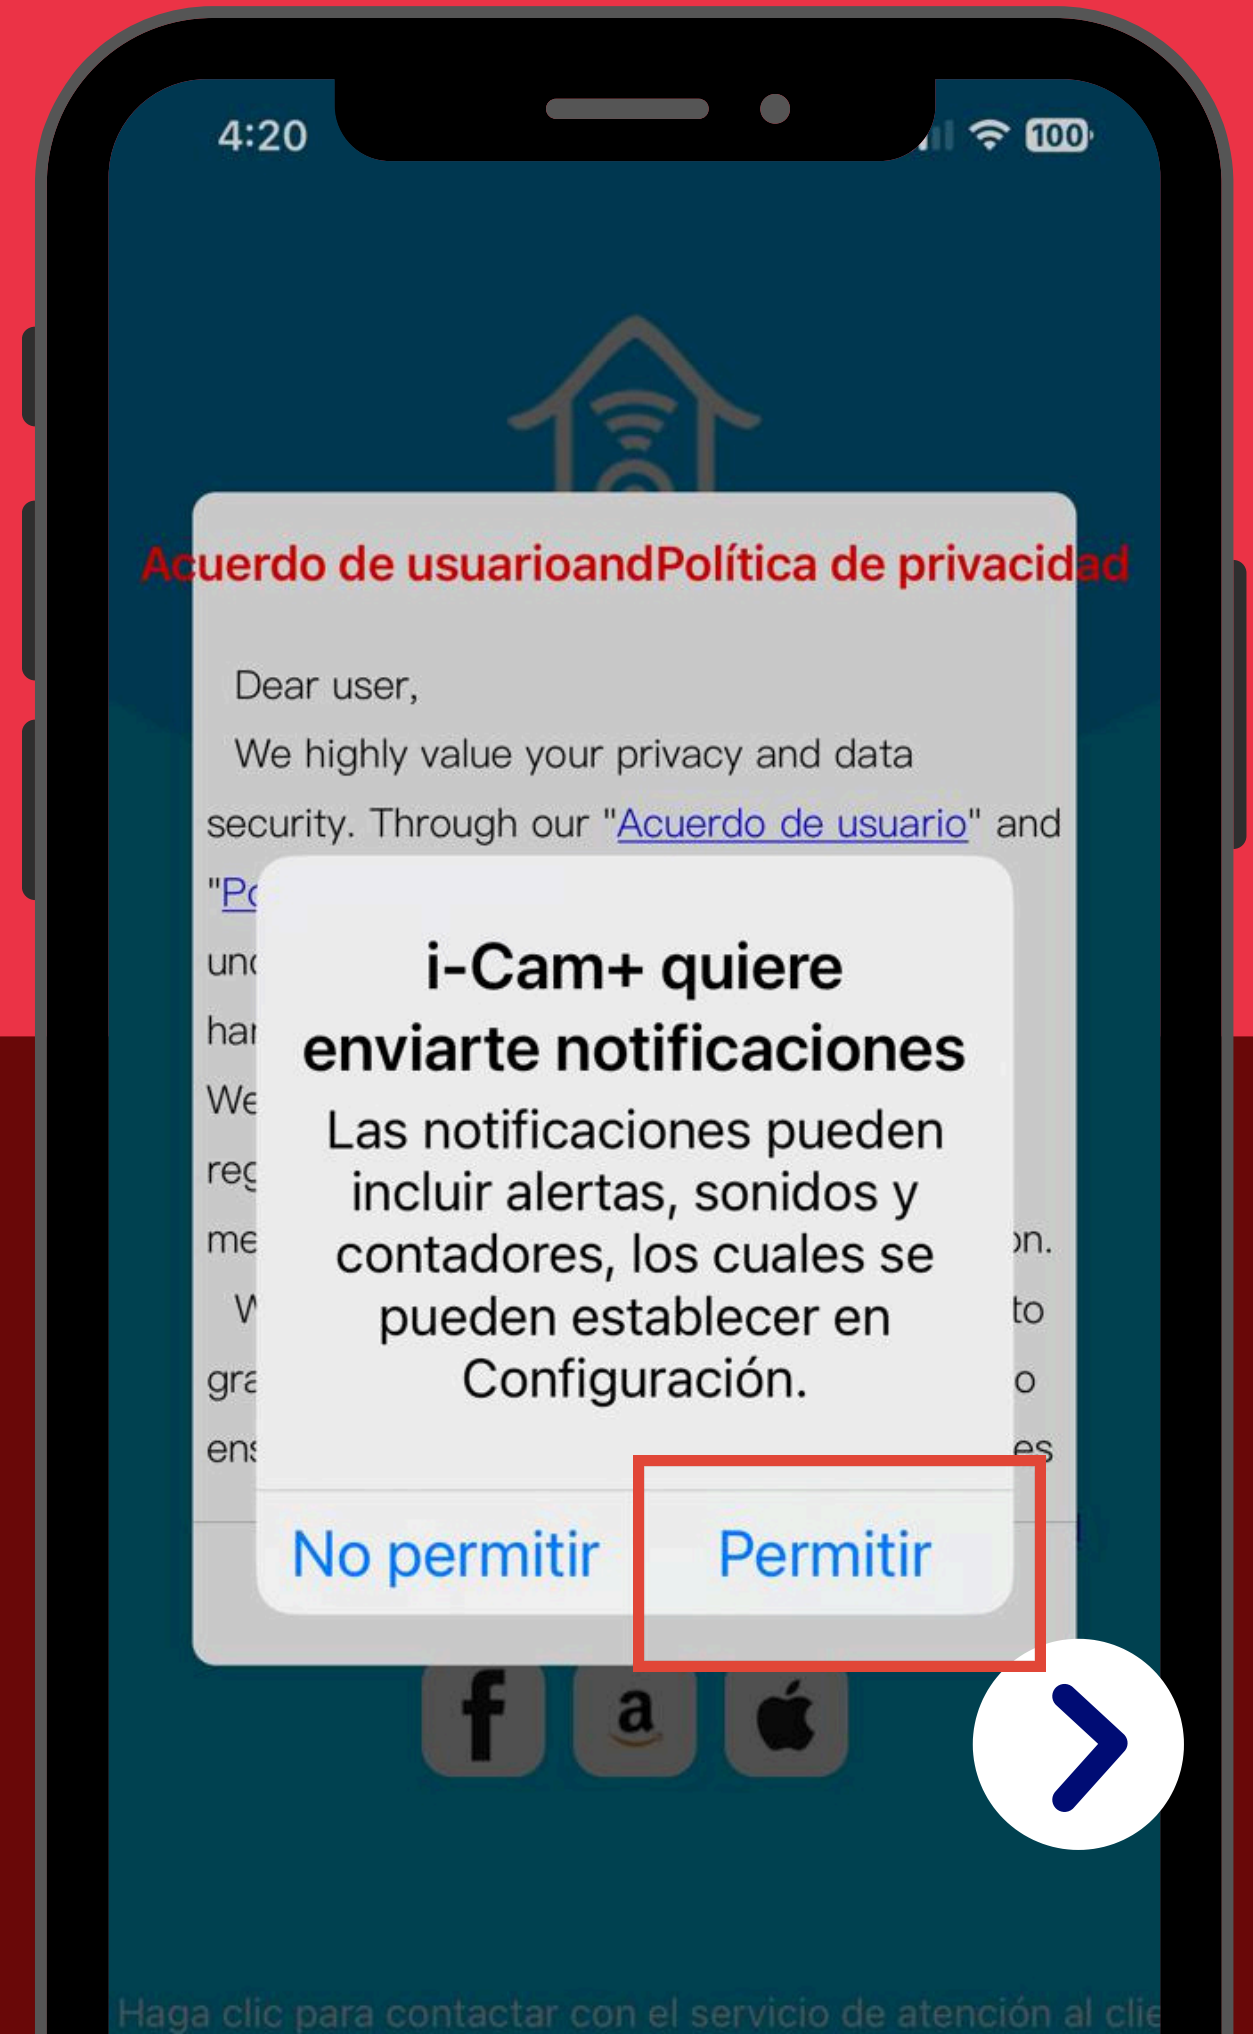 4:20
100
Acuerdo de usuarioandPolítica de privacidad
Dear user,
We highly value your privacy and data
security. Through our "Acuerdo de usuario" and
i-Cam+ quiere
enviarte notificaciones
Las notificaciones pueden
incluir alertas, sonidos y
contadores, los cuales se
pueden establecer en
Configuración.
to
No permitir
Permitir
Haga clic para contactar con el servicio de atención al